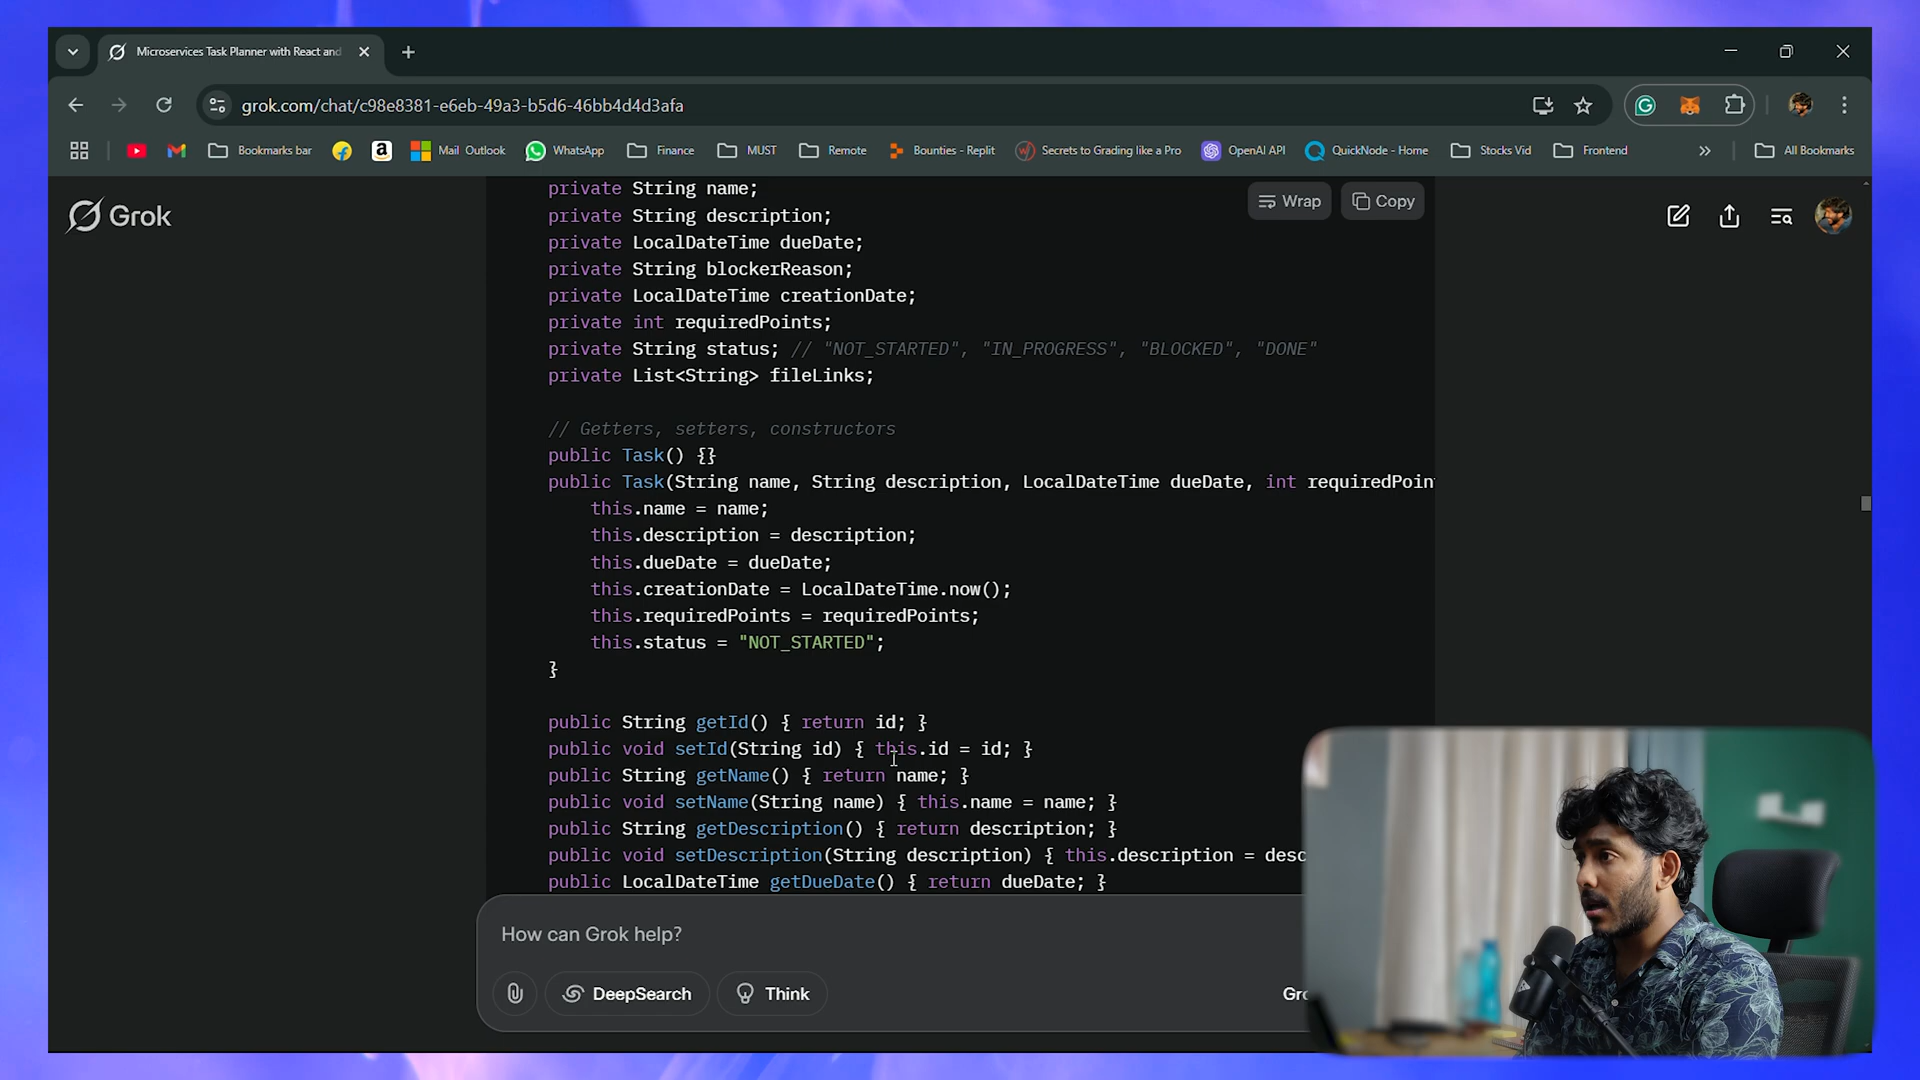 Microservices Task Planner with React and
grok.com/chat/c98e8381-e6eb-49a3-b5d6-46bb4d4d3afa
Bookmarks bar
Mail Outlook
WhatsApp
Finance
MUST
Remote
Bounties - Replit
Secrets to Grading like a Pro
OpenAI API
QuickNode - Home
Stocks Vid
Frontend
All Bookmarks
Grok
Wrap
Copy
private String name;
private String description;
private LocalDateTime dueDate;
private String blockerReason;
private LocalDateTime creationDate;
private int requiredPoints;
private String status; // "NOT_STARTED", "IN_PROGRESS", "BLOCKED", "DONE"
private List<String> fileLinks;
// Getters, setters, constructors
public Task() {}
public Task(String name, String description, LocalDateTime dueDate, int requiredPoin
this.name = name;
this.description = description;
this.dueDate = dueDate;
this.creationDate = LocalDateTime.now();
this.requiredPoints = requiredPoints;
this.status = "NOT_STARTED";
}
public String getId() { return id; }
public void setId(String id) { this.id = id; }
public String getName() { return name; }
public void setName(String name) { this.name = name; }
public String getDescription() { return description; }
public void setDescription(String description) { this.description = desc
public LocalDateTime getDueDate() { return dueDate; }
How can Grok help?
DeepSearch
Think
Gro